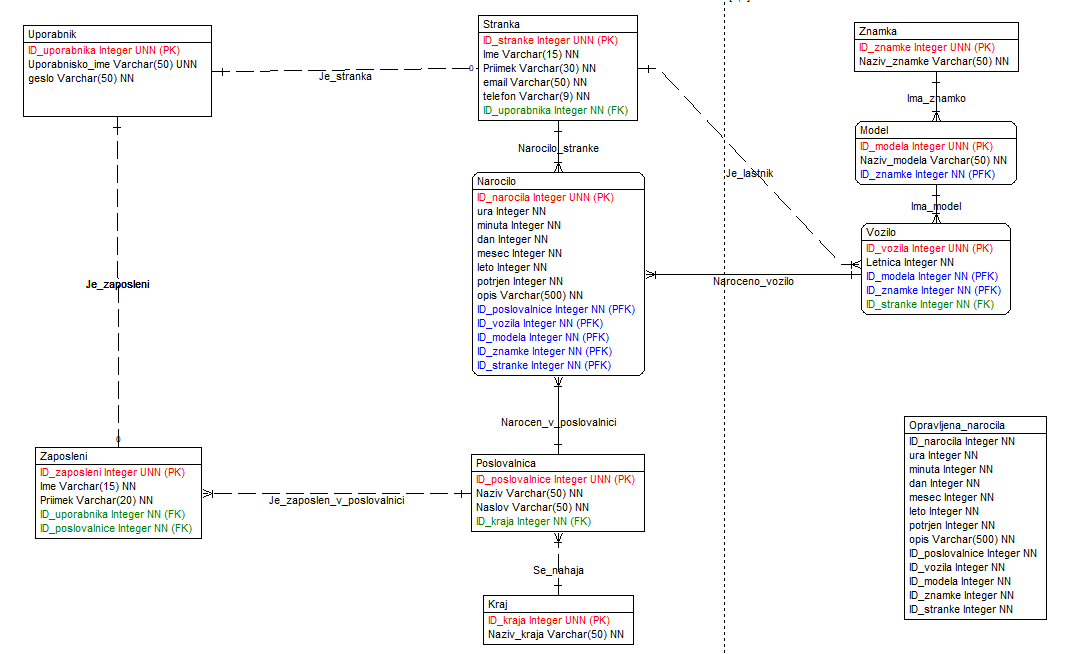 Uporabnik
ID_uporabnika Integer UNN (PK)
Uporabnisko_ime Varchar(50) UNN
geslo Varchar(50) NN
Je_stranka
0
Stranka
ID_stranke Integer UNN (PK)
Ime Varchar(15) NN
Priimek Varchar(30) NN
email Varchar(50) NN
telefon Varchar(9) NN
ID_uporabnika Integer NN (FK)
Znamka
ID_znamke Integer UNN (PK)
Naziv_znamke Varchar(50) NN
Ima_znamko
Model
ID_modela Integer UNN (PK)
Naziv_modela Varchar(50) NN
ID_znamke Integer NN (PFK)
Ima_model
Narocilo_stranke
Je_lastnik
Narocilo
ID_narocila Integer UNN (PK)
ura Integer NN
minuta Integer NN
dan Integer NN
mesec Integer NN
leto Integer NN
potrjen Integer NN
opis Varchar(500) NN
ID_poslovalnice Integer NN (PFK)
ID_vozila Integer NN (PFK)
ID_modela Integer NN (PFK)
ID_znamke Integer NN (PFK)
ID_stranke Integer NN (PFK)
Vozilo
ID_vozila Integer UNN (PK)
Letnica Integer NN
ID_modela Integer NN (PFK)
ID_znamke Integer NN (PFK)
ID_stranke Integer NN (FK)
Naroceno_vozilo
Je_zaposleni
0
Narocen_v_poslovalnici
Zaposleni
ID_zaposleni Integer UNN (PK)
Ime Varchar(15) NN
Priimek Varchar(20) NN
ID_uporabnika Integer NN (FK)
ID_poslovalnice Integer NN (FK)
Je_zaposlen_v_poslovalnici
Poslovalnica
ID_poslovalnice Integer UNN (PK)
Naziv Varchar(50) NN
Naslov Varchar(50) NN
ID_kraja Integer NN (FK)
Se_nahaja
Kraj
ID_kraja Integer UNN (PK)
Naziv_kraja Varchar(50) NN
Opravljena_narocila
ID_narocila Integer NN
ura Integer NN
minuta Integer NN
dan Integer NN
mesec Integer NN
leto Integer NN
potrjen Integer NN
opis Varchar(500) NN
ID_poslovalnice Integer NN
ID_vozila Integer NN
ID_modela Integer NN
ID_znamke Integer NN
ID_stranke Integer NN